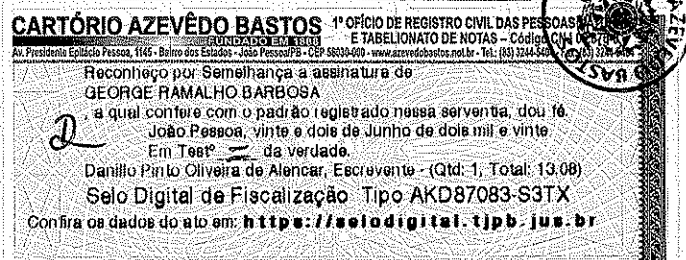 CARTÓRIO AZEVÊDO BASTOS
FUNDADO EM 1888
1º OFÍCIO DE REGISTRO CIVIL DAS PESSOAS
E TABELIONATO DE NOTAS - Código CNJ
Av. Presidente Epitácio Pessoa, 1145 - Bairro dos Estados - João Pessoa/PB - CEP 58030-000 - www.azevedobastos.not.br - Tel.: (83) 3244-5404
Reconheço por Semelhança a assinatura de
GEORGE RAMALHO BARBOSA
, a qual confere com o padrão registrado nessa serventia, dou fé.
João Pessoa, vinte e dois de Junho de dois mil e vinte
Em Testº da verdade.
Danillo Pinto Oliveira de Alencar, Escrevente - (Qtd: 1, Total: 13.08)
Selo Digital de Fiscalização Tipo AKD87083-S3TX
Confira os dados do ato em: https://selodigital.tjpb.jus.br